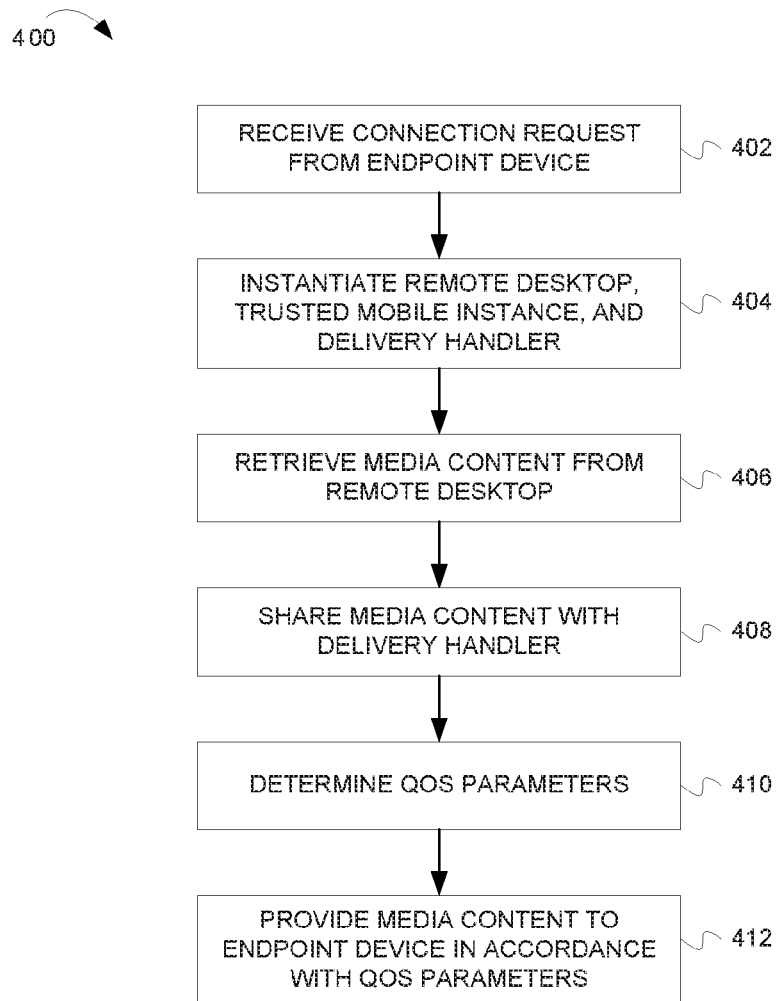 400
RECEIVE CONNECTION REQUEST
FROM ENDPOINT DEVICE
402
INSTANTIATE REMOTE DESKTOP,
TRUSTED MOBILE INSTANCE, AND
DELIVERY HANDLER
404
RETRIEVE MEDIA CONTENT FROM
REMOTE DESKTOP
406
SHARE MEDIA CONTENT WITH
DELIVERY HANDLER
408
DETERMINE QOS PARAMETERS
410
PROVIDE MEDIA CONTENT TO
ENDPOINT DEVICE IN ACCORDANCE
WITH QOS PARAMETERS
412